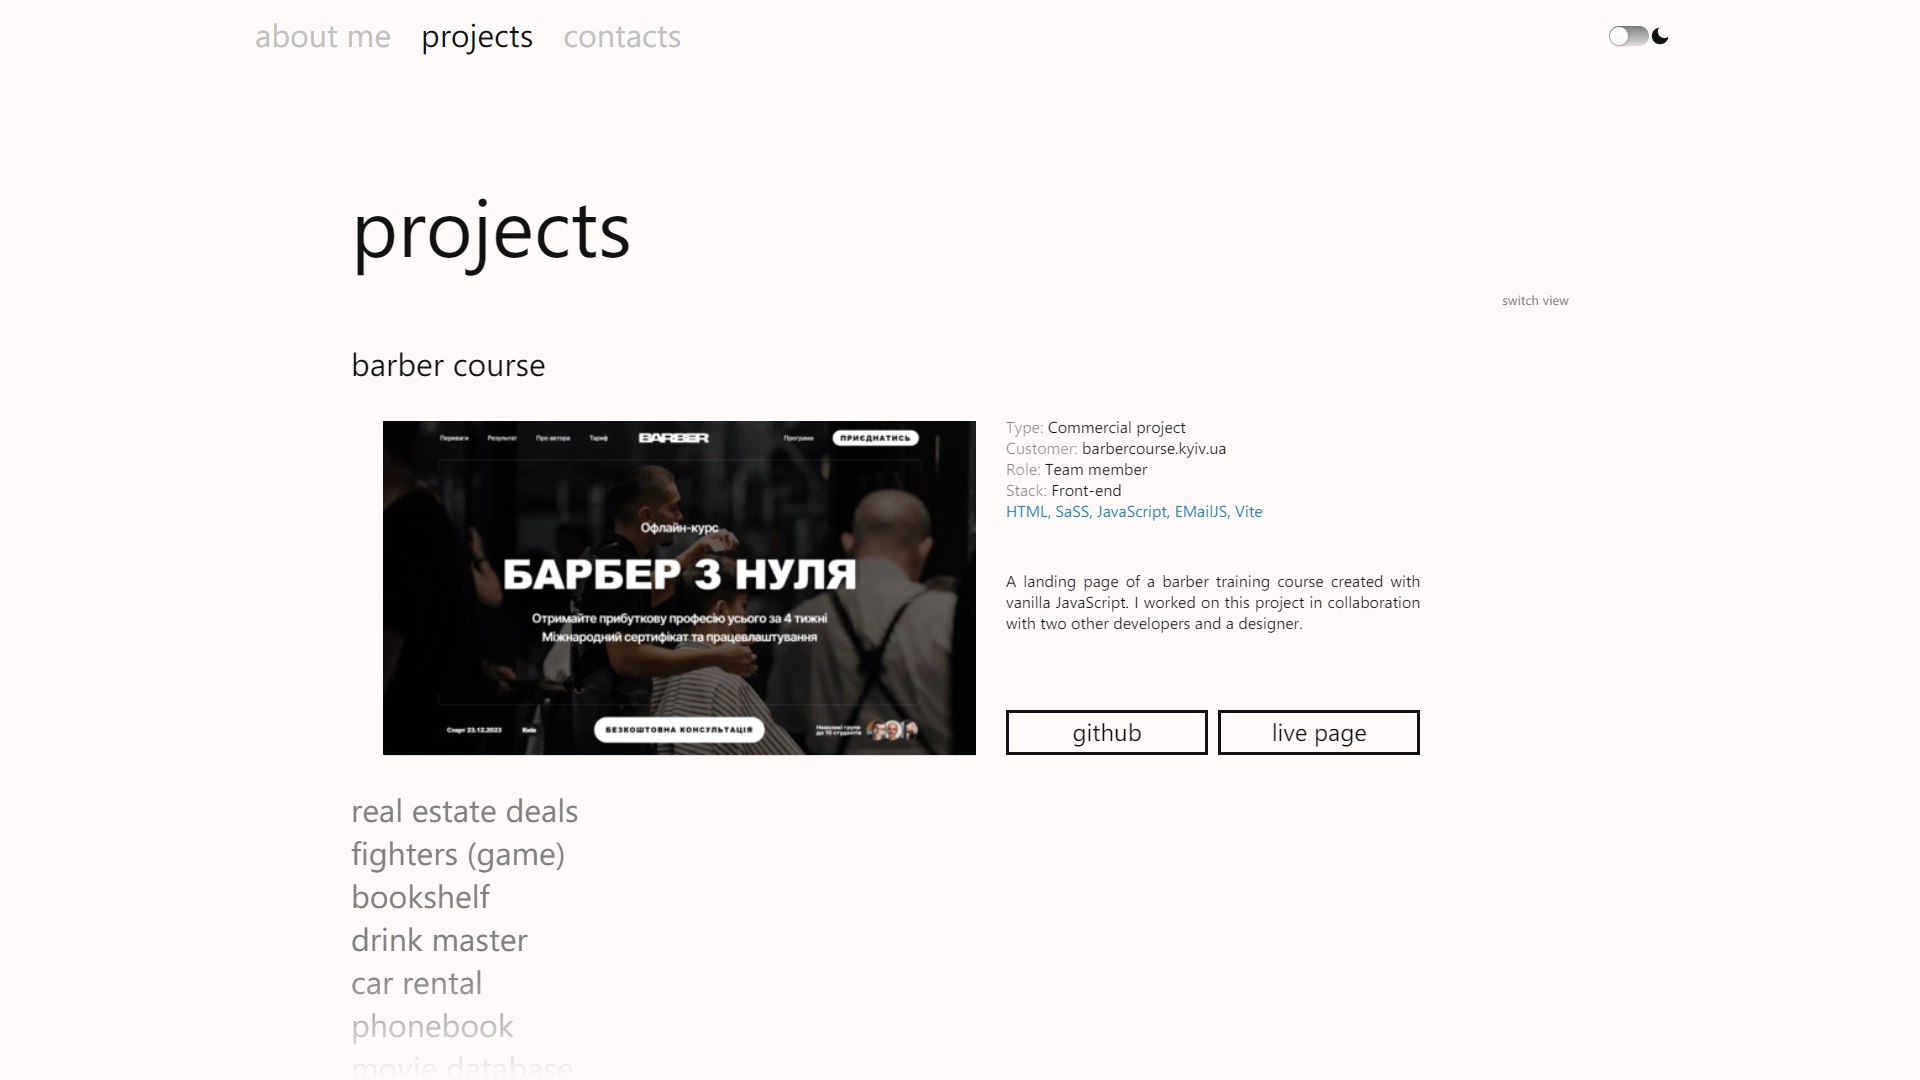 about me projects contacts
projects
switch view
barber course
Переваги Результат Про автора Тариф BARBER Програма ПРИЄДНАТИСЬ
Офлайн-курс
БАРБЕР З НУЛЯ
Отримайте прибуткову професію усього за 4 тижні
Міжнародний сертифікат та працевлаштування
Старт 23.12.2023 Київ БЕЗКОШТОВНА КОНСУЛЬТАЦІЯ
Невеликі групи
до 10 студентів
Type: Commercial project
Customer: barbercourse.kyiv.ua
Role: Team member
Stack: Front-end
HTML, SaSS, JavaScript, EMailJS, Vite
A landing page of a barber training course created with
vanilla JavaScript. I worked on this project in collaboration
with two other developers and a designer.
github live page
real estate deals
fighters (game)
bookshelf
drink master
car rental
phonebook
movie database